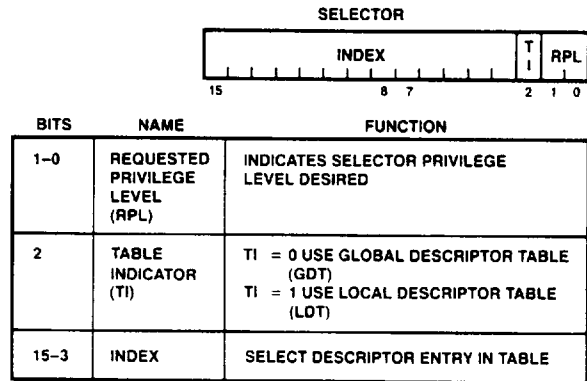 SELECTOR
INDEX
T
I
RPL
15 8 7 2 1 0
BITS NAME FUNCTION
1–0 REQUESTED PRIVILEGE LEVEL (RPL) INDICATES SELECTOR PRIVILEGE LEVEL DESIRED
2 TABLE INDICATOR (TI) TI = 0 USE GLOBAL DESCRIPTOR TABLE (GDT)
TI = 1 USE LOCAL DESCRIPTOR TABLE (LDT)
15–3 INDEX SELECT DESCRIPTOR ENTRY IN TABLE